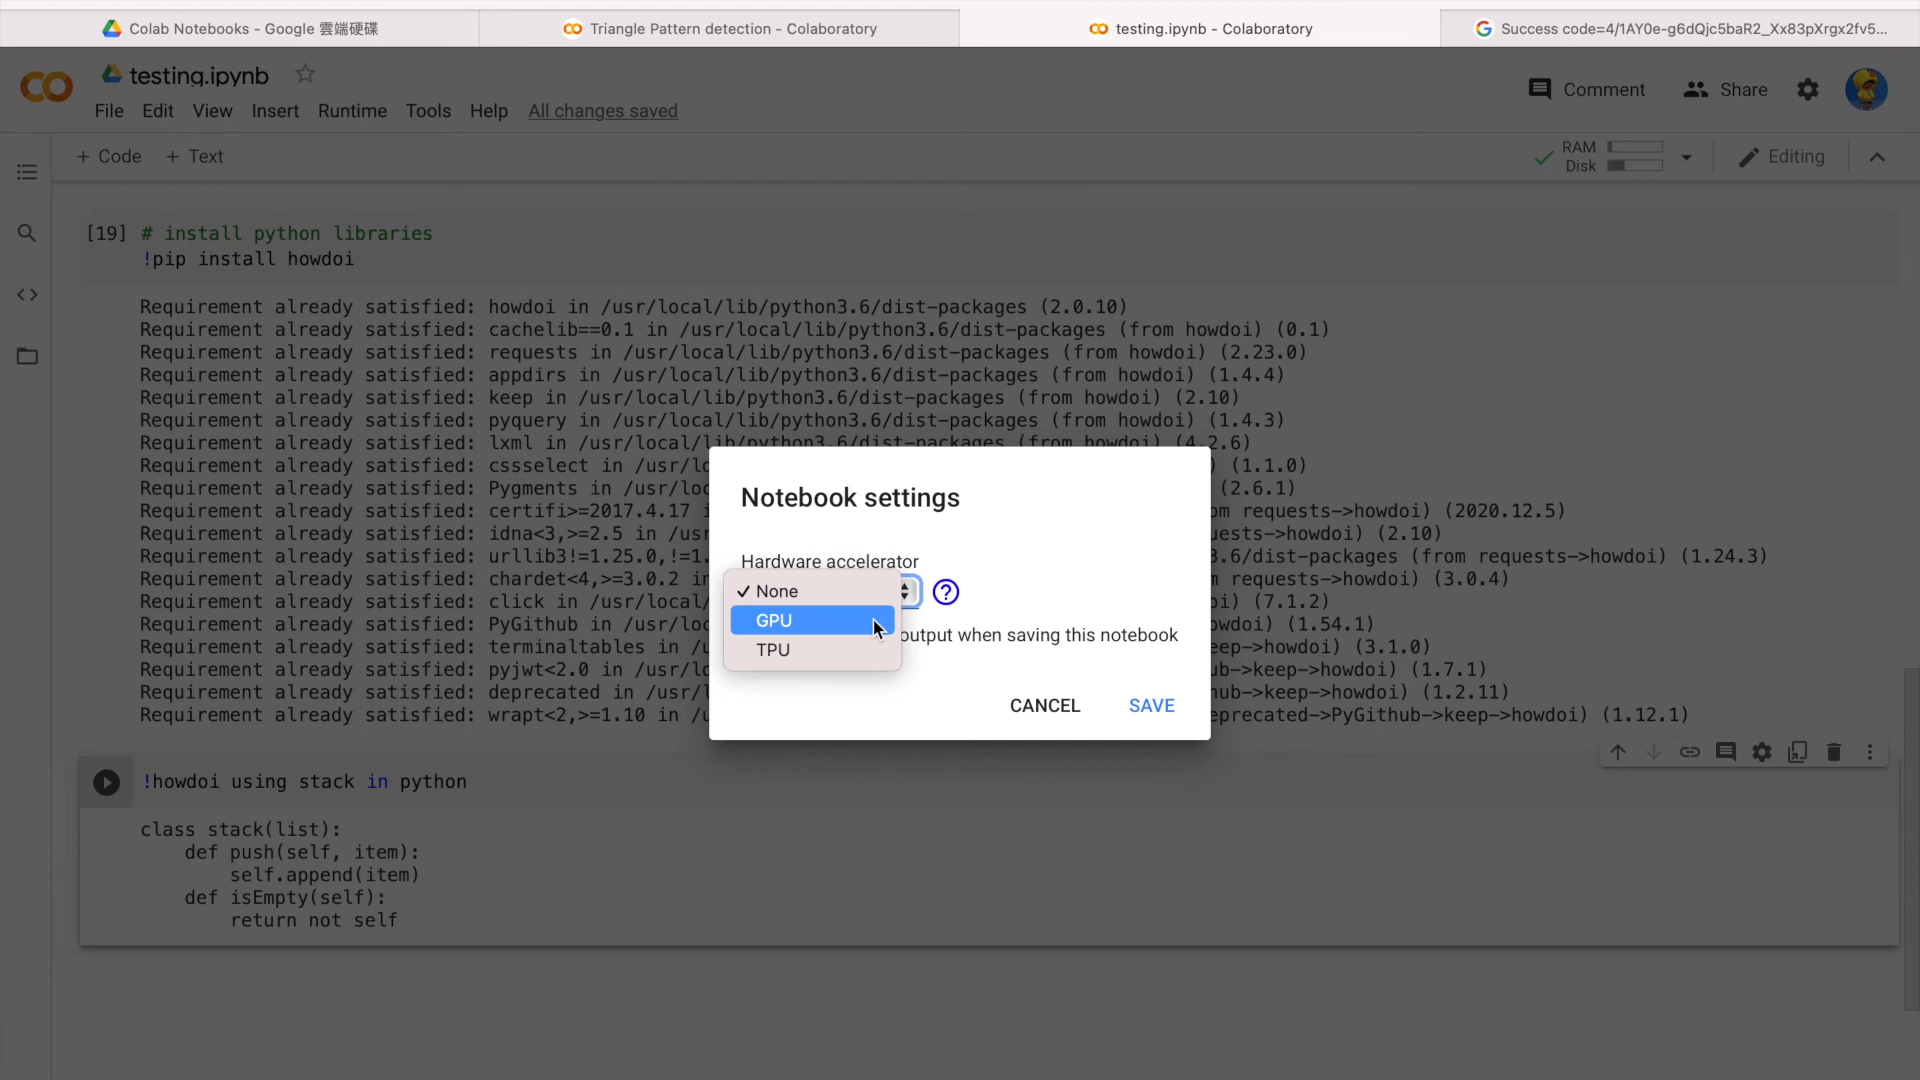 Colab Notebooks - Google 雲端硬碟
Triangle Pattern detection - Colaboratory
testing.ipynb - Colaboratory
Success code=4/1AY0e-g6dQjc5baR2_Xx83pXrgx2fv5...
testing.ipynb
Comment
Share
File Edit View Insert Runtime Tools Help All changes saved
+ Code + Text
RAM
Disk
Editing
[19] # install python libraries
!pip install howdoi
Requirement already satisfied: howdoi in /usr/local/lib/python3.6/dist-packages (2.0.10)
Requirement already satisfied: cachelib==0.1 in /usr/local/lib/python3.6/dist-packages (from howdoi) (0.1)
Requirement already satisfied: requests in /usr/local/lib/python3.6/dist-packages (from howdoi) (2.23.0)
Requirement already satisfied: appdirs in /usr/local/lib/python3.6/dist-packages (from howdoi) (1.4.4)
Requirement already satisfied: keep in /usr/local/lib/python3.6/dist-packages (from howdoi) (2.10)
Requirement already satisfied: pyquery in /usr/local/lib/python3.6/dist-packages (from howdoi) (1.4.3)
Requirement already satisfied: lxml in /usr/local/lib/python3.6/dist-packages (from howdoi) (4.2.6)
Requirement already satisfied: cssselect in /usr/lo ) (1.1.0)
Requirement already satisfied: Pygments in /usr/loc (2.6.1)
Requirement already satisfied: certifi>=2017.4.17 i om requests->howdoi) (2020.12.5)
Requirement already satisfied: idna<3,>=2.5 in /usr ests->howdoi) (2.10)
Requirement already satisfied: urllib3!=1.25.0,!=1. 3.6/dist-packages (from requests->howdoi) (1.24.3)
Requirement already satisfied: chardet<4,>=3.0.2 in requests->howdoi) (3.0.4)
Requirement already satisfied: click in /usr/local/ oi) (7.1.2)
Requirement already satisfied: PyGithub in /usr/loc owdoi) (1.54.1)
Requirement already satisfied: terminaltables in /u eep->howdoi) (3.1.0)
Requirement already satisfied: pyjwt<2.0 in /usr/lo ub->keep->howdoi) (1.7.1)
Requirement already satisfied: deprecated in /usr/l hub->keep->howdoi) (1.2.11)
Requirement already satisfied: wrapt<2,>=1.10 in /u eprecated->PyGithub->keep->howdoi) (1.12.1)
Notebook settings
Hardware accelerator
✓ None
GPU
TPU
output when saving this notebook
CANCEL SAVE
!howdoi using stack in python
class stack(list):
def push(self, item):
self.append(item)
def isEmpty(self):
return not self